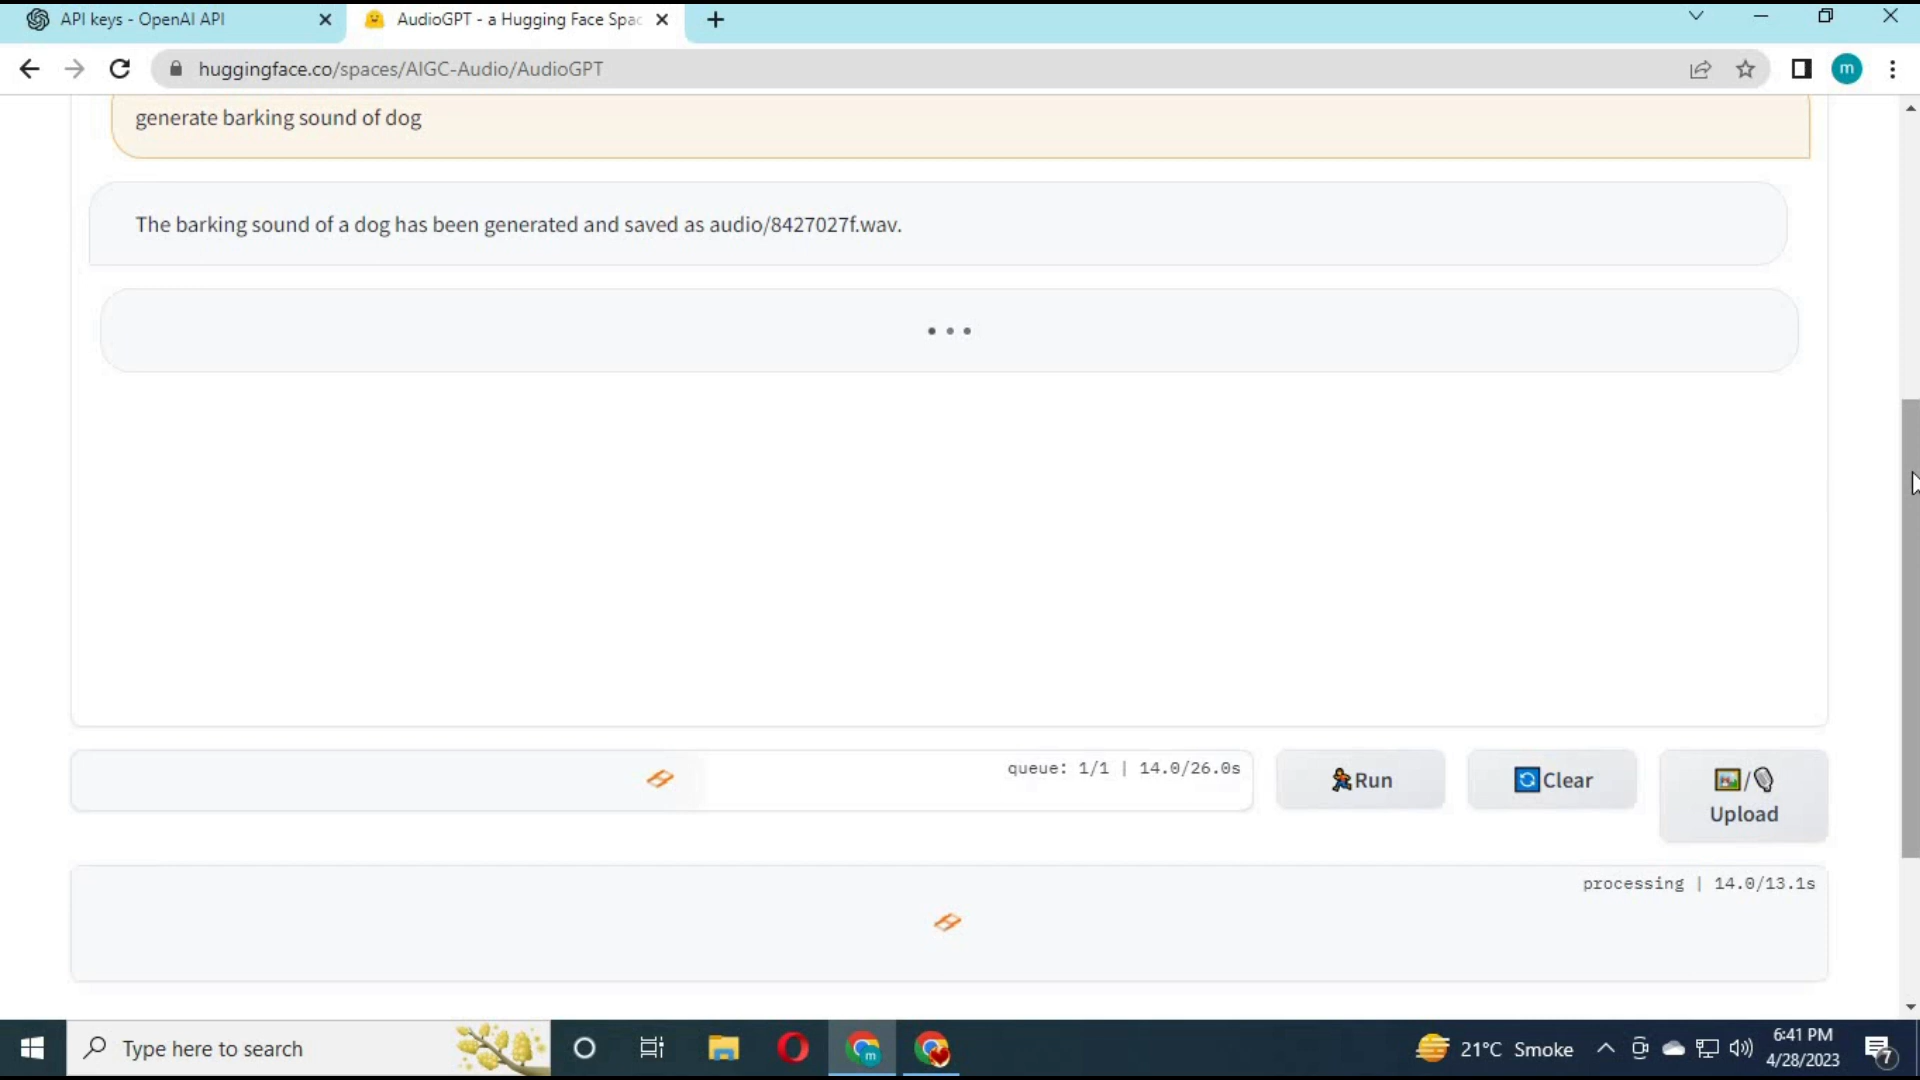 API keys - OpenAI API
AudioGPT - a Hugging Face Spac
huggingface.co/spaces/AIGC-Audio/AudioGPT
m
generate barking sound of dog
The barking sound of a dog has been generated and saved as audio/8427027f.wav.
queue: 1/1 | 14.0/26.0s
Run
Clear
/
Upload
processing | 14.0/13.1s
Type here to search
m
21°C Smoke
6:41 PM
4/28/2023
7